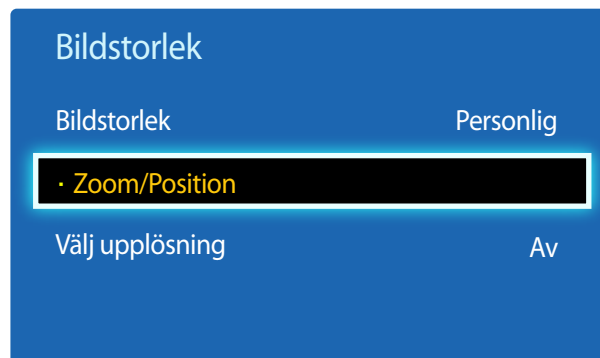 Bildstorlek
Bildstorlek Personlig
· Zoom/Position
Välj upplösning Av